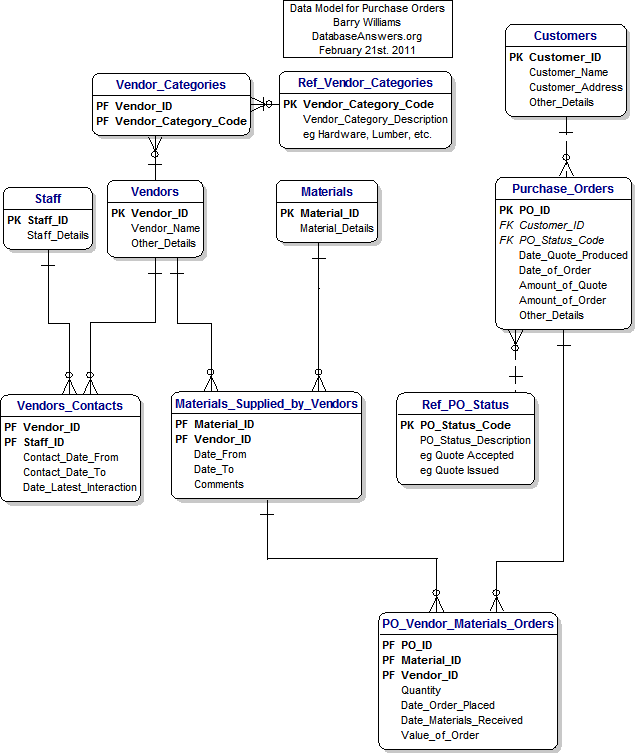 Data Model for Purchase Orders
Barry Williams
DatabaseAnswers.org
February 21st. 2011
Customers
PK Customer_ID
Customer_Name
Customer_Address
Other_Details
Vendor_Categories
PF Vendor_ID
PF Vendor_Category_Code
Ref_Vendor_Categories
PK Vendor_Category_Code
Vendor_Category_Description
eg Hardware, Lumber, etc.
Staff
PK Staff_ID
Staff_Details
Vendors
PK Vendor_ID
Vendor_Name
Other_Details
Materials
PK Material_ID
Material_Details
Purchase_Orders
PK PO_ID
FK Customer_ID
FK PO_Status_Code
Date_Quote_Produced
Date_of_Order
Amount_of_Quote
Amount_of_Order
Other_Details
Vendors_Contacts
PF Vendor_ID
PF Staff_ID
Contact_Date_From
Contact_Date_To
Date_Latest_Interaction
Materials_Supplied_by_Vendors
PF Material_ID
PF Vendor_ID
Date_From
Date_To
Comments
Ref_PO_Status
PK PO_Status_Code
PO_Status_Description
eg Quote Accepted
eg Quote Issued
PO_Vendor_Materials_Orders
PF PO_ID
PF Material_ID
PF Vendor_ID
Quantity
Date_Order_Placed
Date_Materials_Received
Value_of_Order